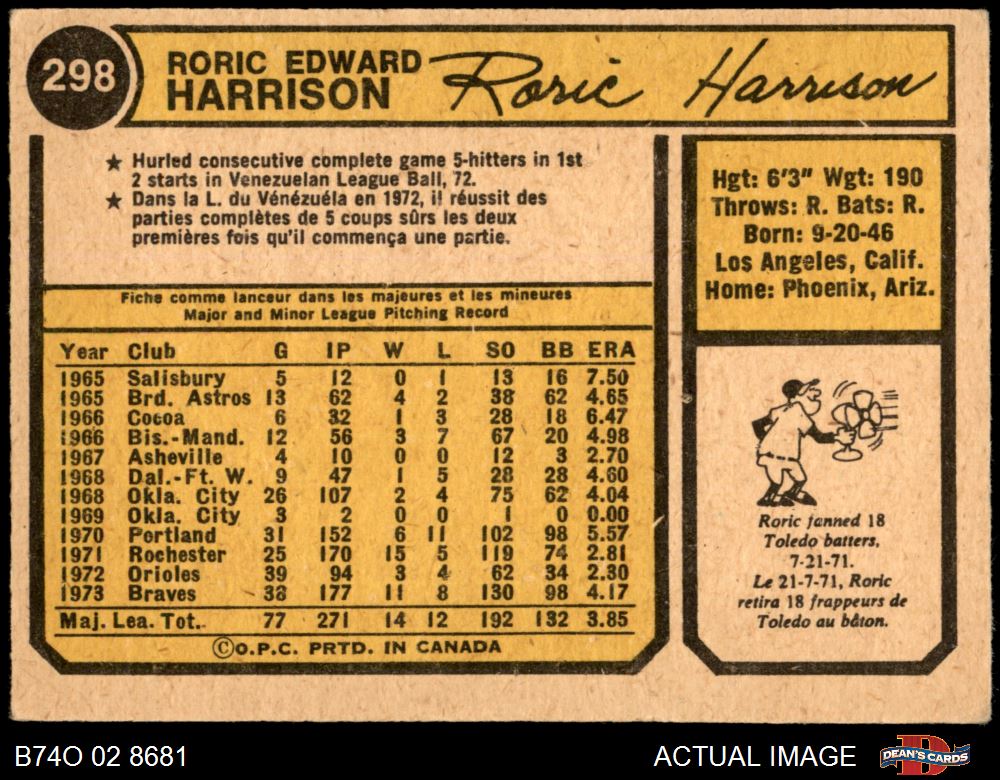 298
RORIC EDWARD
HARRISON
Roric Harrison
★ Hurled consecutive complete game 5-hitters in 1st
2 starts in Venezuelan League Ball, 72.
★ Dans la L. du Vénézuéla en 1972, il réussit des
parties complètes de 5 coups sûrs les deux
premières fois qu'il commença une partie.
Hgt: 6'3" Wgt: 190
Throws: R. Bats: R.
Born: 9-20-46
Los Angeles, Calif.
Home: Phoenix, Ariz.
Fiche comme lanceur dans les majeures et les mineures
Major and Minor League Pitching Record
Year Club G IP W L SO BB ERA
1965 Salisbury 5 12 0 1 13 16 7.50
1965 Brd. Astros 13 62 4 2 38 62 4.65
1966 Cocoa 6 32 1 3 28 18 6.47
1966 Bis.-Mand. 12 56 3 7 67 20 4.98
1967 Asheville 4 10 0 0 12 3 2.70
1968 Dal.-Ft. W. 9 47 1 5 28 28 4.60
1968 Okla. City 26 107 2 4 75 62 4.04
1969 Okla. City 3 2 0 0 1 0 0.00
1970 Portland 31 152 6 11 102 98 5.57
1971 Rochester 25 170 15 5 119 74 2.81
1972 Orioles 39 94 3 4 62 34 2.30
1973 Braves 38 177 11 8 130 98 4.17
Maj. Lea. Tot. 77 271 14 12 192 132 3.85
©O.P.C. PRTD. IN CANADA
Roric fanned 18
Toledo batters,
7-21-71.
Le 21-7-71, Roric
retira 18 frappeurs de
Toledo au bâton.
B74O 02 8681
ACTUAL IMAGE
DEAN'S CARDS